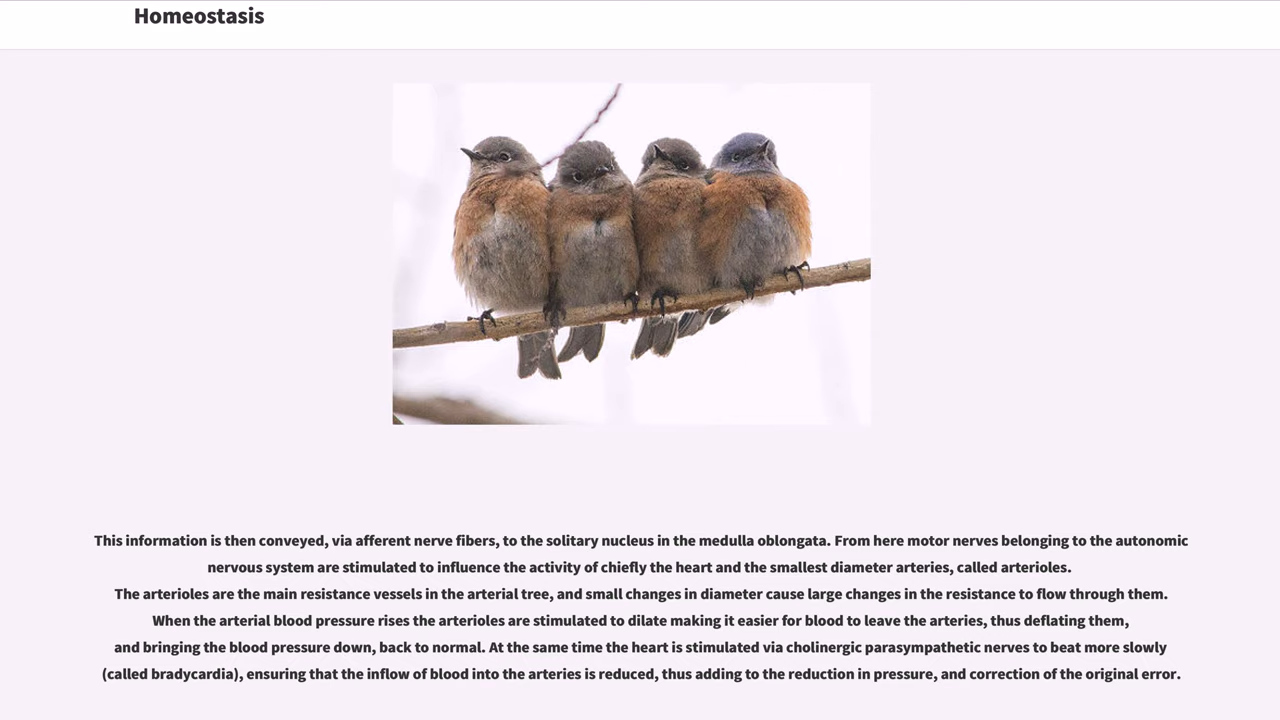 Homeostasis
This information is then conveyed, via afferent nerve fibers, to the solitary nucleus in the medulla oblongata. From here motor nerves belonging to the autonomic
nervous system are stimulated to influence the activity of chiefly the heart and the smallest diameter arteries, called arterioles.
The arterioles are the main resistance vessels in the arterial tree, and small changes in diameter cause large changes in the resistance to flow through them.
When the arterial blood pressure rises the arterioles are stimulated to dilate making it easier for blood to leave the arteries, thus deflating them,
and bringing the blood pressure down, back to normal. At the same time the heart is stimulated via cholinergic parasympathetic nerves to beat more slowly
(called bradycardia), ensuring that the inflow of blood into the arteries is reduced, thus adding to the reduction in pressure, and correction of the original error.